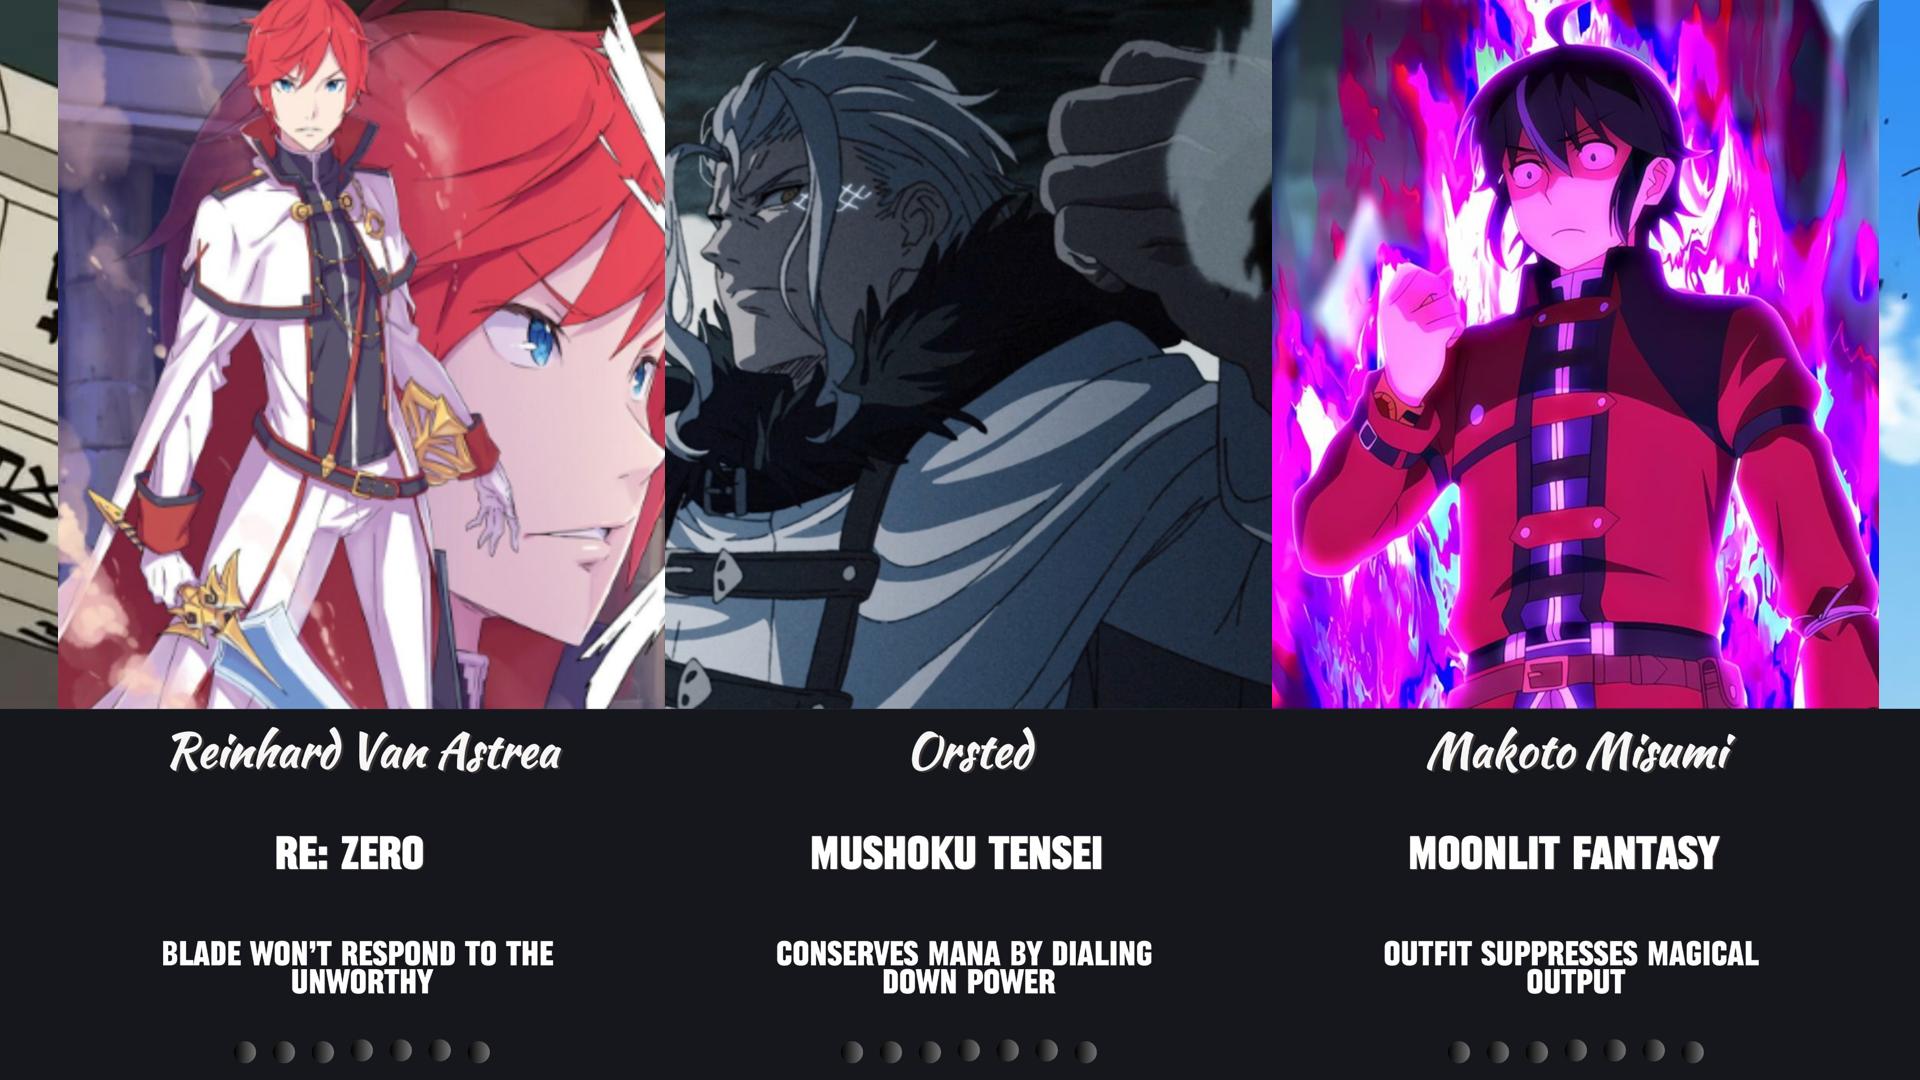 Reinhard Van Astrea
RE: ZERO
BLADE WON'T RESPOND TO THE
UNWORTHY
Orsted
MUSHOKU TENSEI
CONSERVES MANA BY DIALING
DOWN POWER
Makoto Misumi
MOONLIT FANTASY
OUTFIT SUPPRESSES MAGICAL
OUTPUT